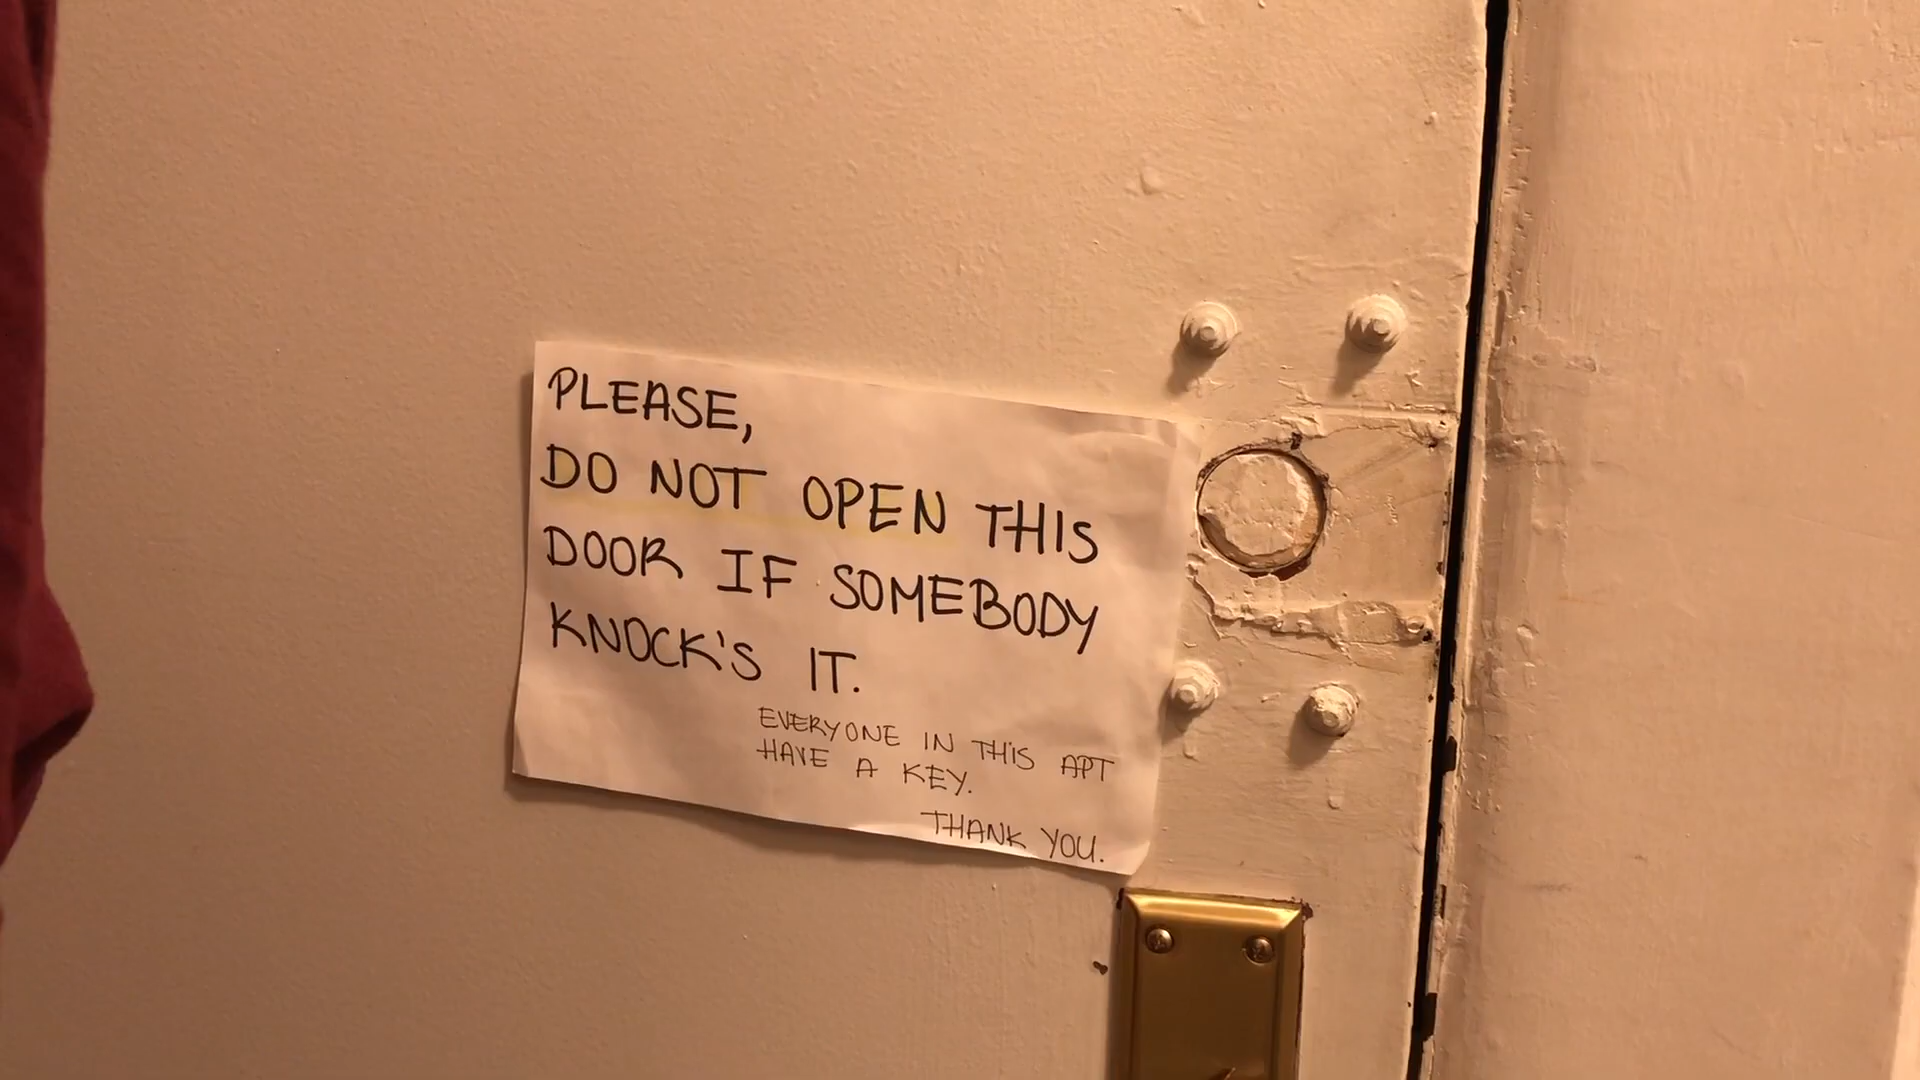 PLEASE,
DO NOT OPEN THIS
DOOR IF SOMEBODY
KNOCK'S IT.
EVERYONE IN THIS APT
HAVE A KEY.
THANK YOU.